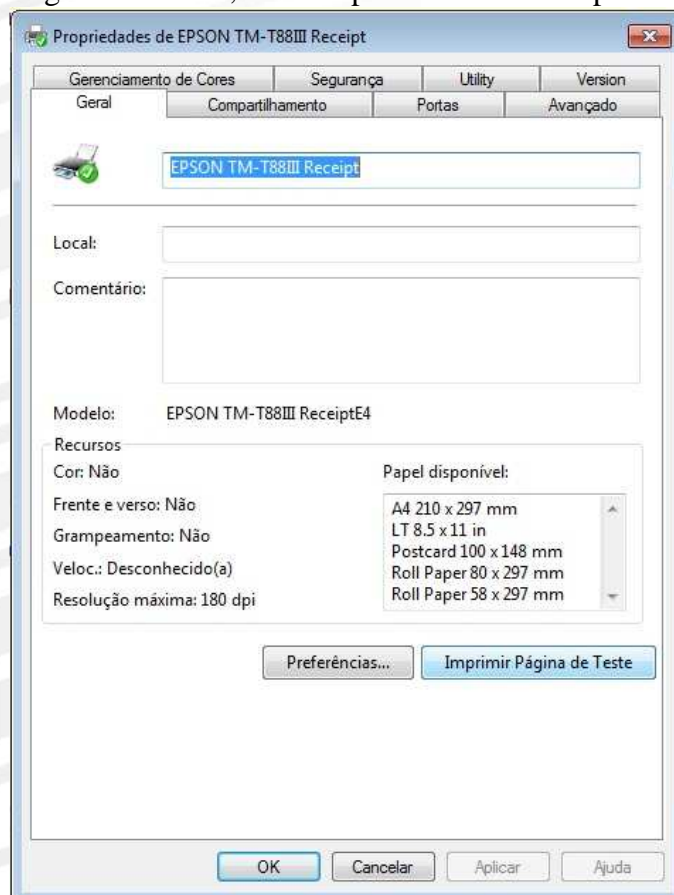 Propriedades de EPSON TM-T88III Receipt
Gerenciamento de Cores Segurança Utility Version
Geral Compartilhamento Portas Avançado
EPSON TM-T88III Receipt
Local:
Comentário:
Modelo: EPSON TM-T88III ReceiptE4
Recursos
Cor: Não Papel disponível:
Frente e verso: Não
Grampeamento: Não
Veloc.: Desconhecido(a)
Resolução máxima: 180 dpi
A4 210 x 297 mm
LT 8.5 x 11 in
Postcard 100 x 148 mm
Roll Paper 80 x 297 mm
Roll Paper 58 x 297 mm
Preferências... Imprimir Página de Teste
OK Cancelar Aplicar Ajuda